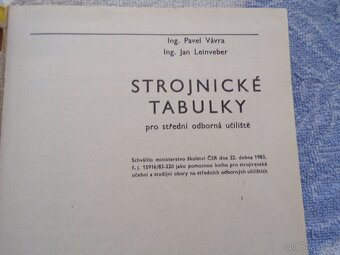 Ing. Pavel Vávra
Ing. Jan Leinveber
STROJNICKÉ
TABULKY
pro střední odborná učiliště
Schválilo ministerstvo školství ČSR dne 22. dubna 1983,
č. j. 15916/83-220 jako pomocnou knihu pro strojírenské
učební a studijní obory na středních odborných učilištích